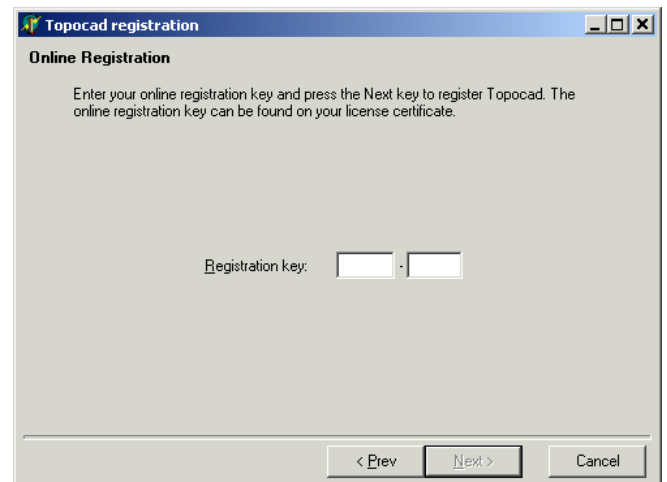 Topocad registration
Online Registration
Enter your online registration key and press the Next key to register Topocad. The
online registration key can be found on your license certificate.
Registration key: -
< Prev Next > Cancel